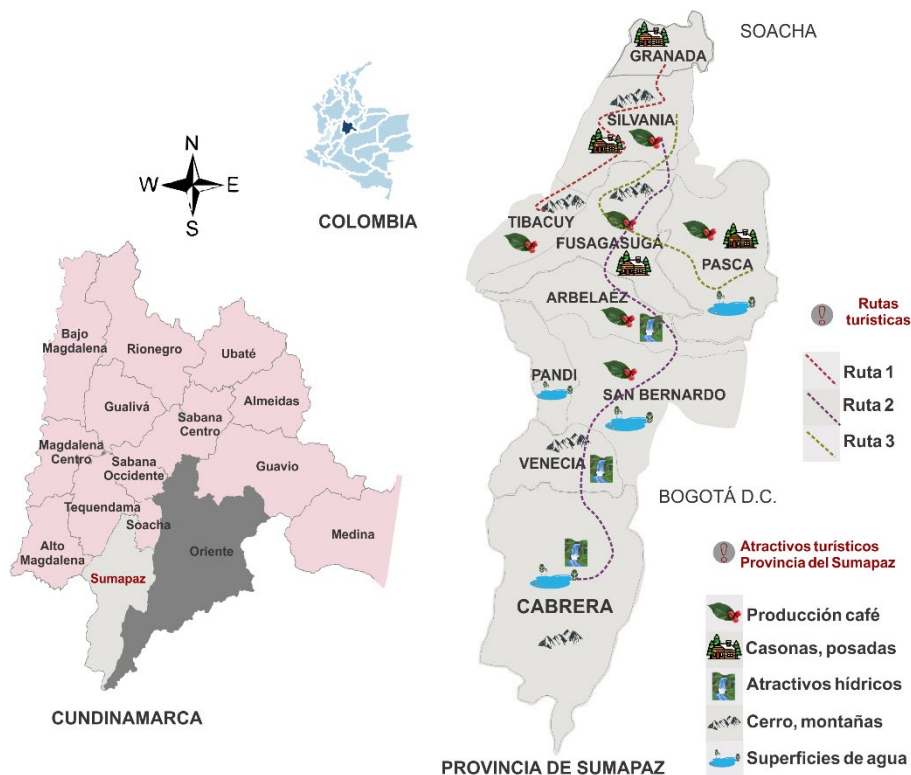 N
W
E
S
COLOMBIA
Bajo
Magdalena
Rionegro
Ubaté
Gualivá
Almeidas
Sabana
Centro
Magdalena
Centro
Sabana
Occidente
Guavio
Tequendama
Soacha
Alto
Magdalena
Oriente
Medina
Sumapaz
CUNDINAMARCA
SOACHA
GRANADA
SILVANIA
TIBACUY
FUSAGASUGÁ
PASCA
ARBELAÉZ
PANDI
SAN BERNARDO
VENECIA
BOGOTÁ D.C.
CABRERA
PROVINCIA DE SUMAPAZ
! Rutas
turísticas
Ruta 1
Ruta 2
Ruta 3
! Atractivos turísticos
Provincia del Sumapaz
Producción café
Casonas, posadas
Atractivos hídricos
Cerro, montañas
Superficies de agua